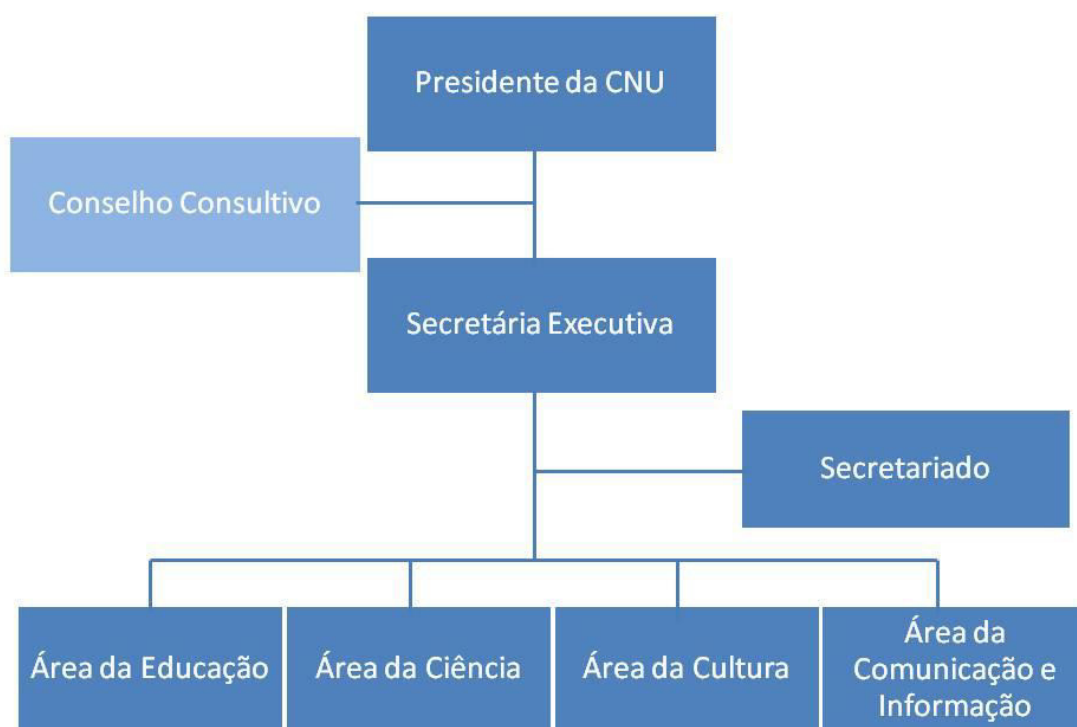 Presidente da CNU
Conselho Consultivo
Secretária Executiva
Secretariado
Área da Educação
Área da Ciência
Área da Cultura
Área da
Comunicação e
Informação